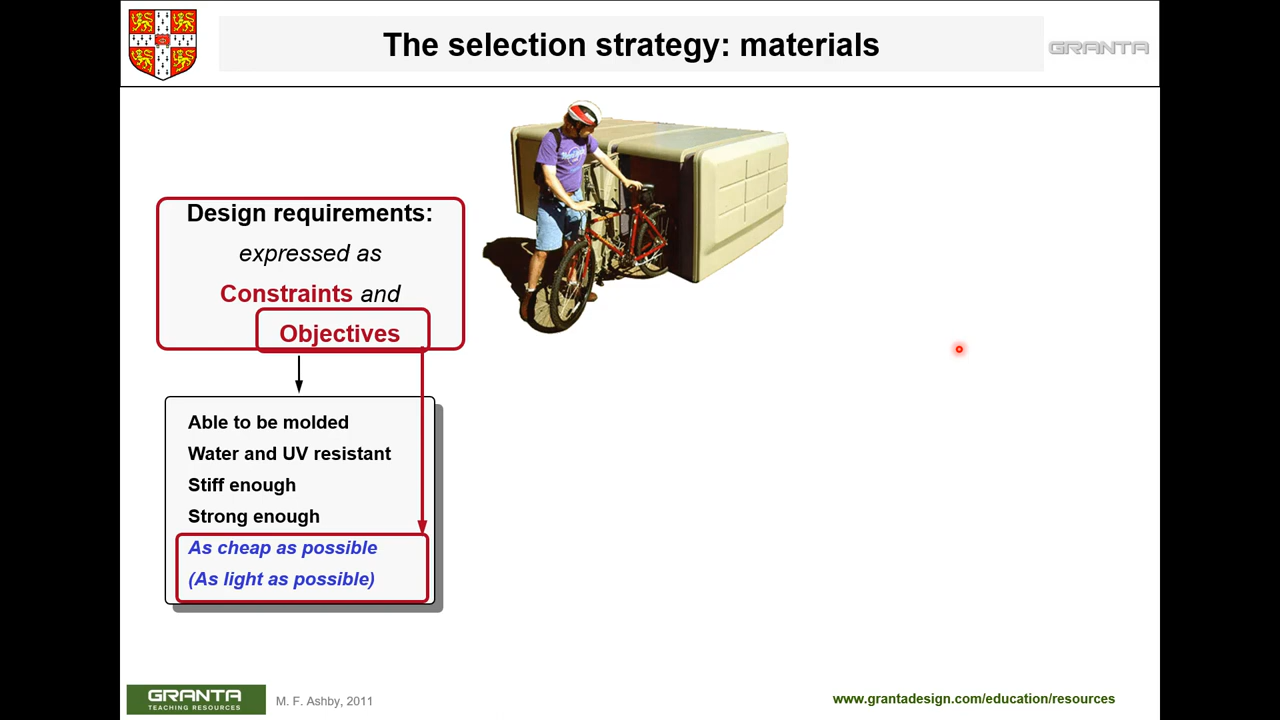 The selection strategy: materials
GRANTA
Design requirements:
expressed as
Constraints and
Objectives
Able to be molded
Water and UV resistant
Stiff enough
Strong enough
As cheap as possible
(As light as possible)
GRANTA
TEACHING RESOURCES
M. F. Ashby, 2011
www.grantadesign.com/education/resources